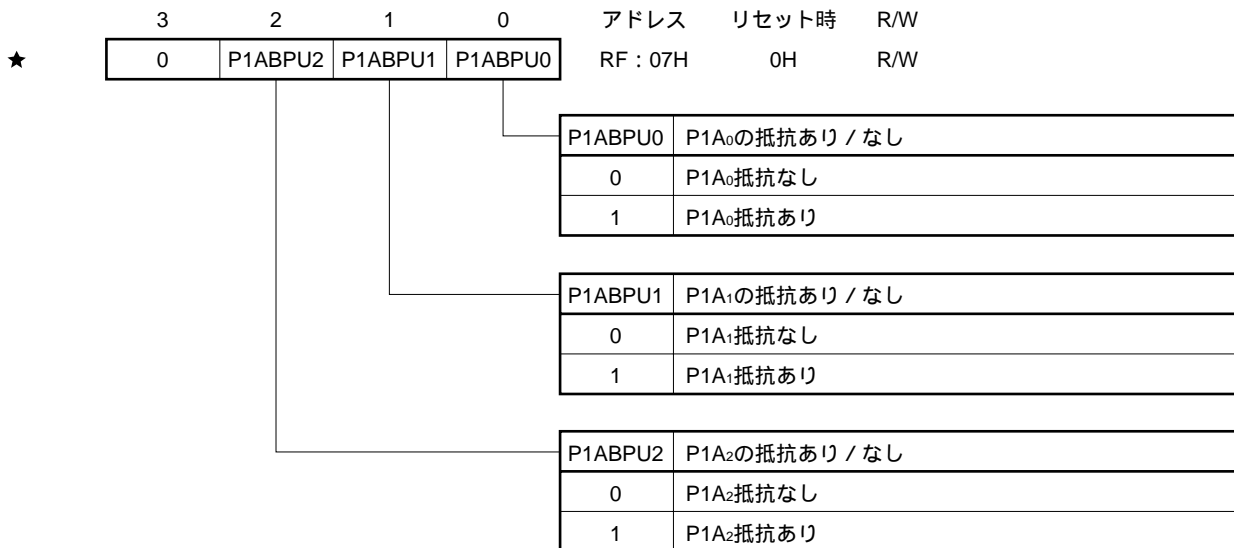 3 2 1 0 アドレス リセット時 R/W
★ 0 P1ABPU2 P1ABPU1 P1ABPU0 RF：07H 0H R/W
P1ABPU0 P1A₀の抵抗あり／なし
0 P1A₀抵抗なし
1 P1A₀抵抗あり
P1ABPU1 P1A₁の抵抗あり／なし
0 P1A₁抵抗なし
1 P1A₁抵抗あり
P1ABPU2 P1A₂の抵抗あり／なし
0 P1A₂抵抗なし
1 P1A₂抵抗あり